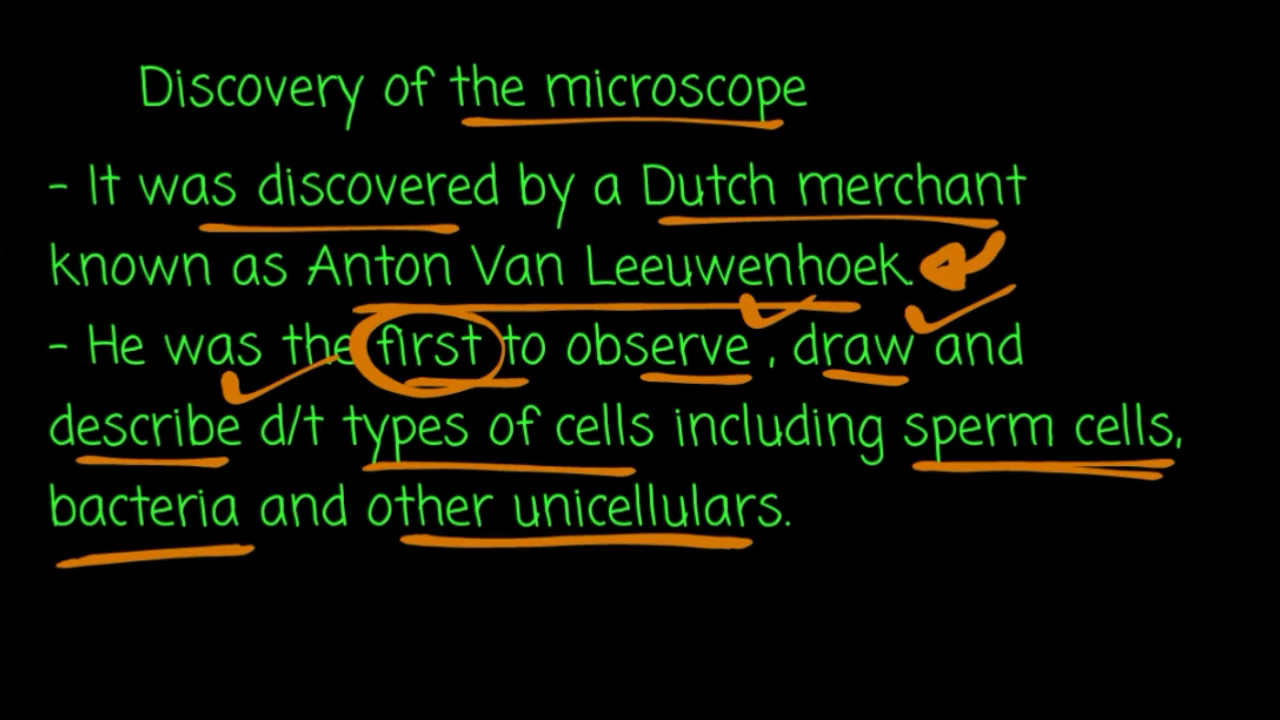 Discovery of the microscope
- It was discovered by a Dutch merchant
known as Anton Van Leeuwenhoek.
- He was the first to observe , draw and
describe d/t types of cells including sperm cells,
bacteria and other unicellulars.